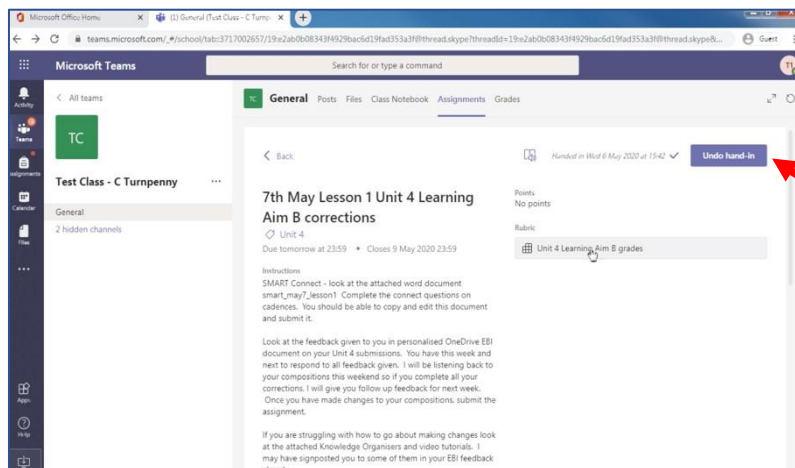 Microsoft Office Home
(1) General (Test Class - C Turnp
teams.microsoft.com/_#/school/tab::3717002657/19:e2ab0b08343f4929bac6d19fad353a3f@thread.skype?threadId=19:e2ab0b08343f4929bac6d19fad353a3f@thread.skype&...
Guest
Microsoft Teams
Search for or type a command
T1
Activity
Teams
Assignments
Calendar
Files
Apps
Help
All teams
TC
Test Class - C Turnpenny
General
2 hidden channels
TC General Posts Files Class Notebook Assignments Grades
Back
Handed in Wed 6 May 2020 at 15:42
Undo hand-in
7th May Lesson 1 Unit 4 Learning
Aim B corrections
Unit 4
Due tomorrow at 23:59 • Closes 9 May 2020 23:59
Instructions
SMART Connect - look at the attached word document
smart_may7_lesson1 Complete the connect questions on
cadences. You should be able to copy and edit this document
and submit it.
Look at the feedback given to you in personalised OneDrive EBI
document on your Unit 4 submissions. You have this week and
next to respond to all feedback given. I will be listening back to
your compositions this weekend so if you complete all your
corrections. I will give you follow up feedback for next week.
Once you have made changes to your compositions. submit the
assignment.
If you are struggling with how to go about making changes look
at the attached Knowledge Organisers and video tutorials. I
may have signposted you to some of them in your EBI feedback
Points
No points
Rubric
Unit 4 Learning Aim B grades